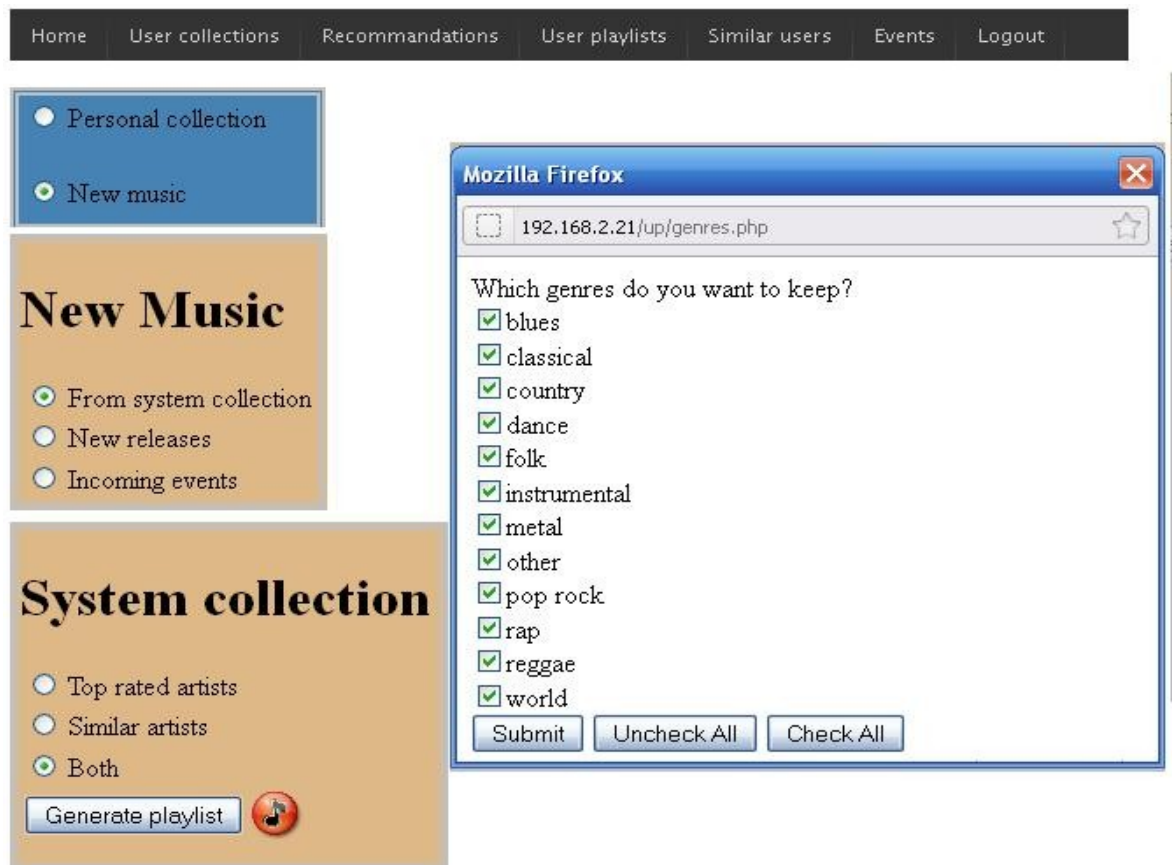 Home User collections Recommandations User playlists Similar users Events Logout
Personal collection
New music
New Music
From system collection
New releases
Incoming events
System collection
Top rated artists
Similar artists
Both
Generate playlist
Mozilla Firefox
192.168.2.21/up/genres.php
Which genres do you want to keep?
blues
classical
country
dance
folk
instrumental
metal
other
pop rock
rap
reggae
world
Submit Uncheck All Check All